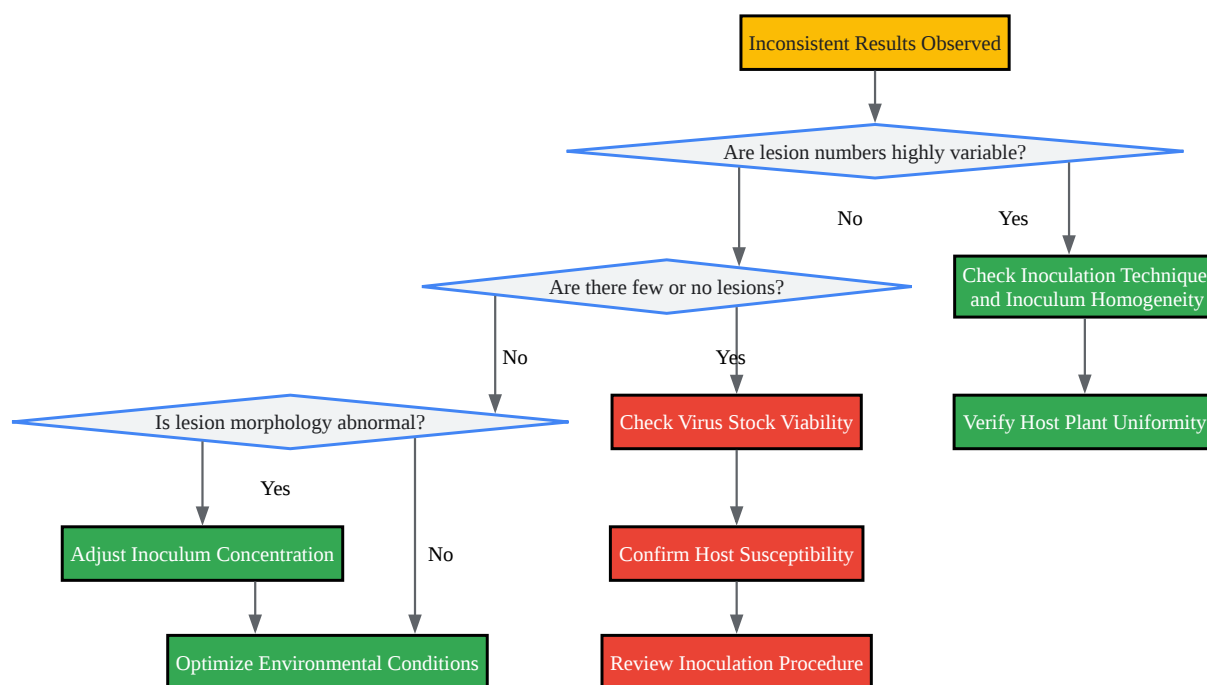 Inconsistent Results Observed
Are lesion numbers highly variable?
No
Yes
Are there few or no lesions?
Check Inoculation Technique
and Inoculum Homogeneity
No
Yes
Is lesion morphology abnormal?
Check Virus Stock Viability
Verify Host Plant Uniformity
Yes
Adjust Inoculum Concentration
No
Confirm Host Susceptibility
Optimize Environmental Conditions
Review Inoculation Procedure